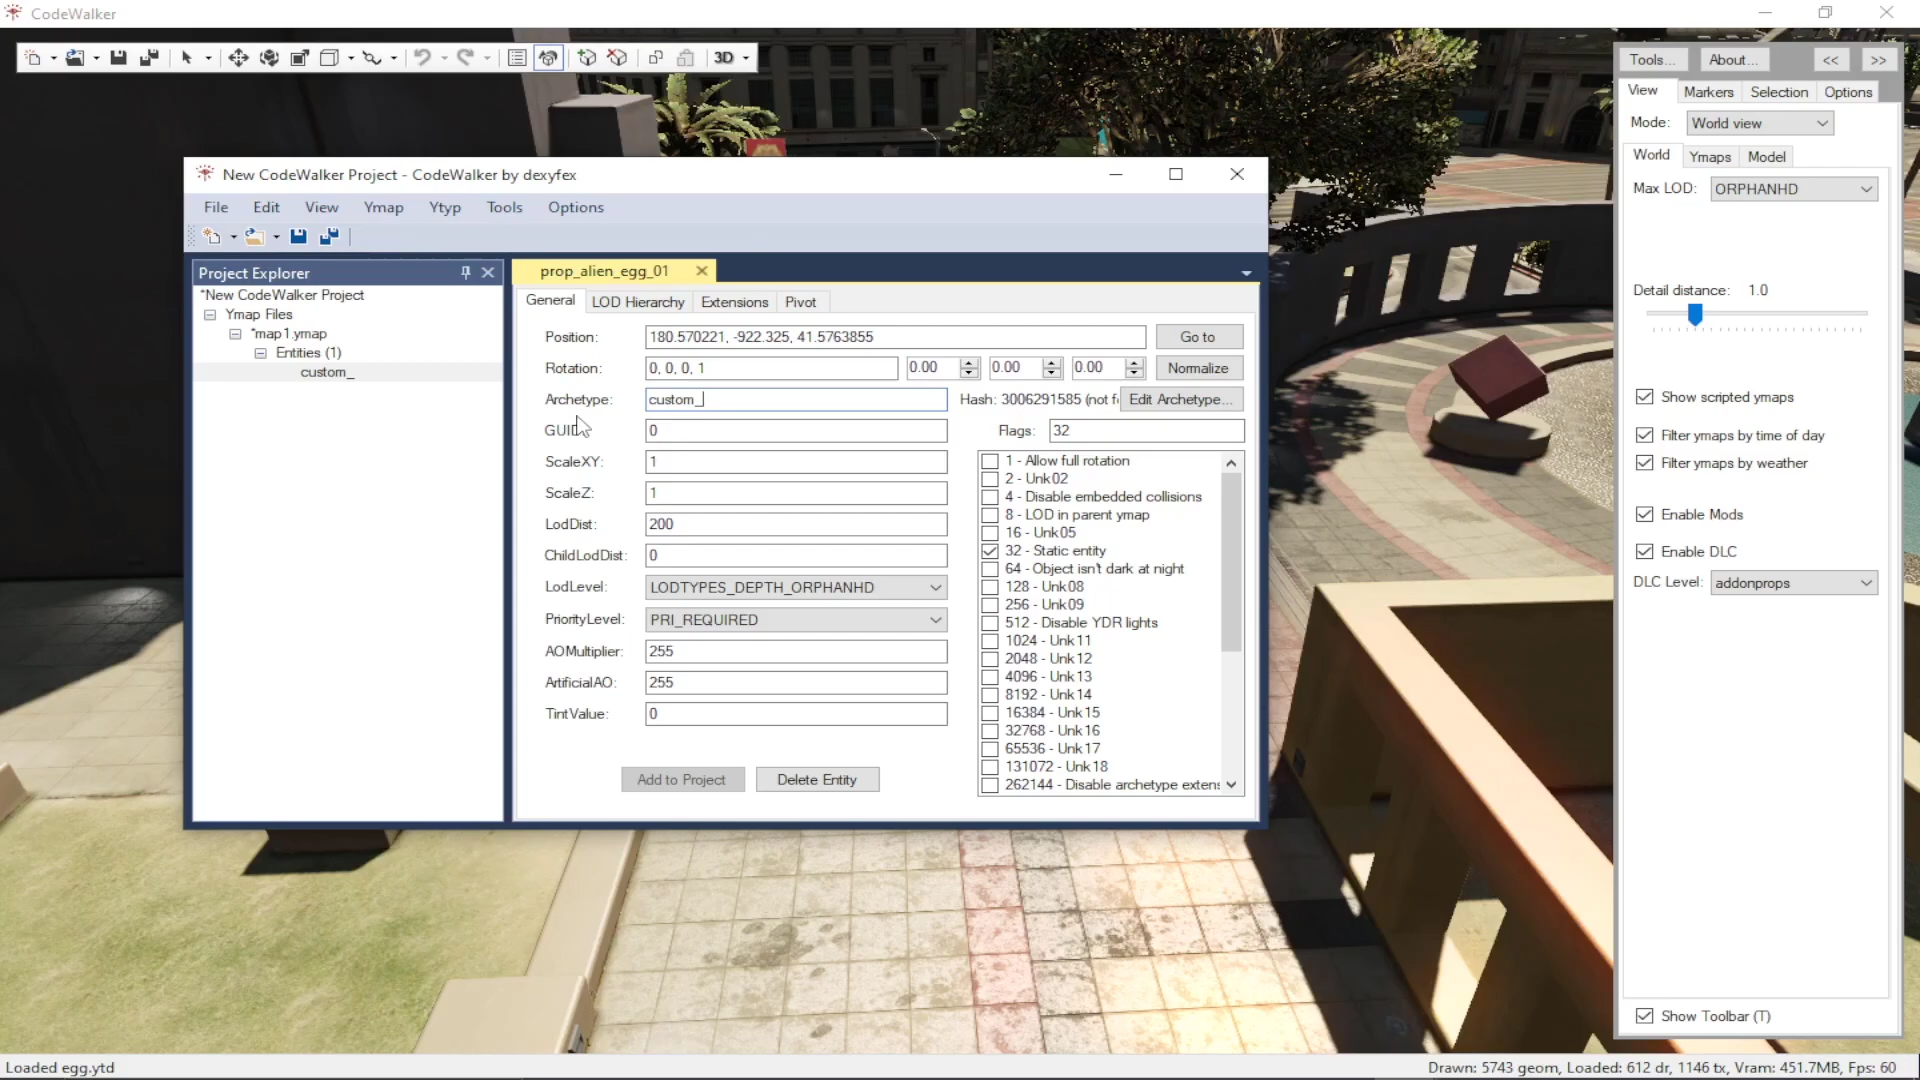 CodeWalker
3D
Tools... About... << >>
View Markers Selection Options
Mode: World view
World Ymaps Model
Max LOD: ORPHANHD
Detail distance: 1.0
Show scripted ymaps
Filter ymaps by time of day
Filter ymaps by weather
Enable Mods
Enable DLC
DLC Level: addonprops
Show Toolbar (T)
New CodeWalker Project - CodeWalker by dexyfex
File Edit View Ymap Ytyp Tools Options
Project Explorer
*New CodeWalker Project
Ymap Files
*map1.ymap
Entities (1)
custom_
prop_alien_egg_01
General LOD Hierarchy Extensions Pivot
Position: 180.570221, -922.325, 41.5763855 Go to
Rotation: 0, 0, 0, 1 0.00 0.00 0.00 Normalize
Archetype: custom_ Hash: 3006291585 (not f Edit Archetype...
GUID: 0 Flags: 32
ScaleXY: 1
ScaleZ: 1
LodDist: 200
ChildLodDist: 0
LodLevel: LODTYPES_DEPTH_ORPHANHD
PriorityLevel: PRI_REQUIRED
AOMultiplier: 255
ArtificialAO: 255
TintValue: 0
Add to Project Delete Entity
1 - Allow full rotation
2 - Unk02
4 - Disable embedded collisions
8 - LOD in parent ymap
16 - Unk05
32 - Static entity
64 - Object isn't dark at night
128 - Unk08
256 - Unk09
512 - Disable YDR lights
1024 - Unk11
2048 - Unk12
4096 - Unk13
8192 - Unk14
16384 - Unk15
32768 - Unk16
65536 - Unk17
131072 - Unk18
262144 - Disable archetype extens
Loaded egg.ytd
Drawn: 5743 geom, Loaded: 612 dr, 1146 tx, Vram: 451.7MB, Fps: 60